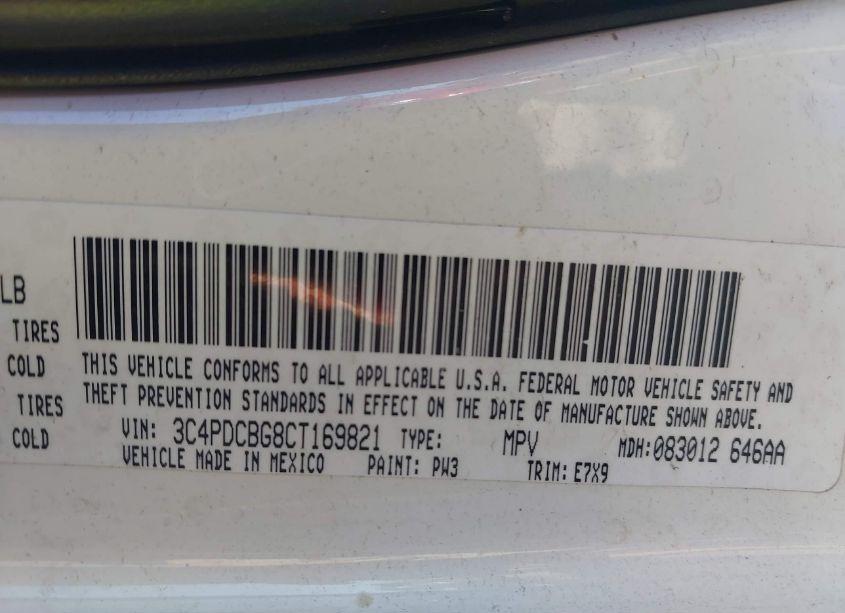 LB
TIRES
COLD
TIRES
COLD
THIS VEHICLE CONFORMS TO ALL APPLICABLE U.S.A. FEDERAL MOTOR VEHICLE SAFETY AND
THEFT PREVENTION STANDARDS IN EFFECT ON THE DATE OF MANUFACTURE SHOWN ABOVE.
VIN: 3C4PDCBG8CT169821 TYPE: MPV MDH:083012 646AA
VEHICLE MADE IN MEXICO PAINT: PW3 TRIM: E7X9